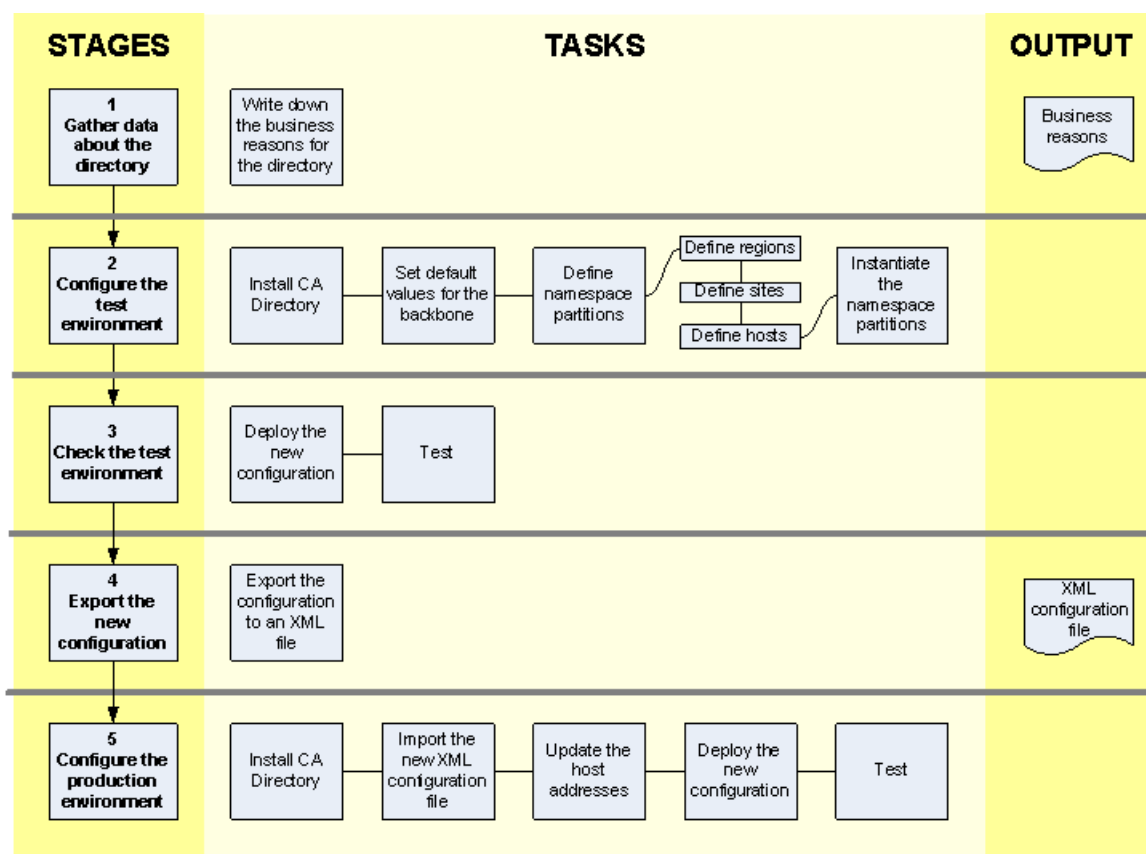 STAGES
TASKS
OUTPUT
1
Gather data
about the
directory
Write down
the business
reasons for
the directory
Business
reasons
2
Configure the
test
environment
Install CA
Directory
Set default
values for the
backbone
Define
namespace
partitions
Define regions
Define sites
Define hosts
Instantiate
the
namespace
partitions
3
Check the test
environment
Deploy the
new
configuration
Test
4
Export the
new
configuration
Export the
configuration
to an XML
file
XML
configuration
file
5
Configure the
production
environment
Install CA
Directory
Import the
new XML
configuration
file
Update the
host
addresses
Deploy the
new
configuration
Test